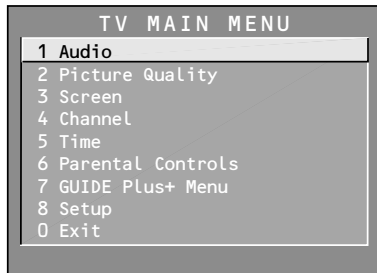 TV MAIN MENU
1 Audio
2 Picture Quality
3 Screen
4 Channel
5 Time
6 Parental Controls
7 GUIDE Plus+ Menu
8 Setup
0 Exit